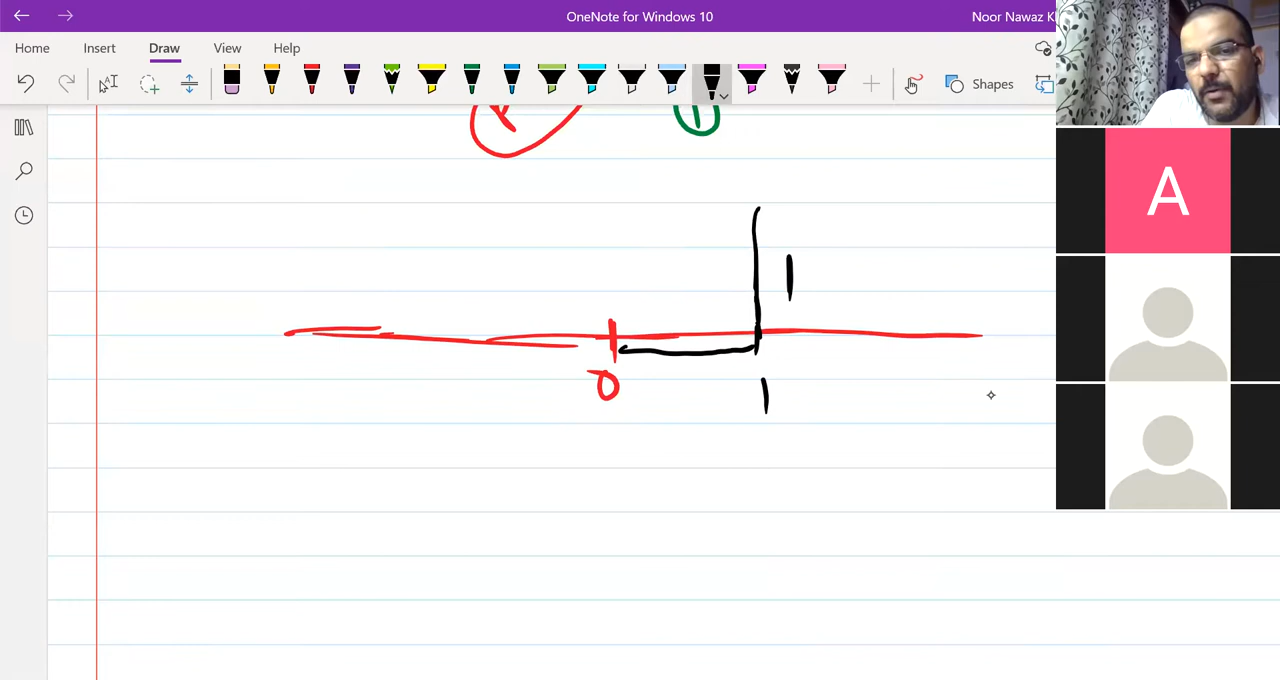 OneNote for Windows 10
Noor Nawaz K
Home Insert Draw View Help
Shapes
A
1
0
1